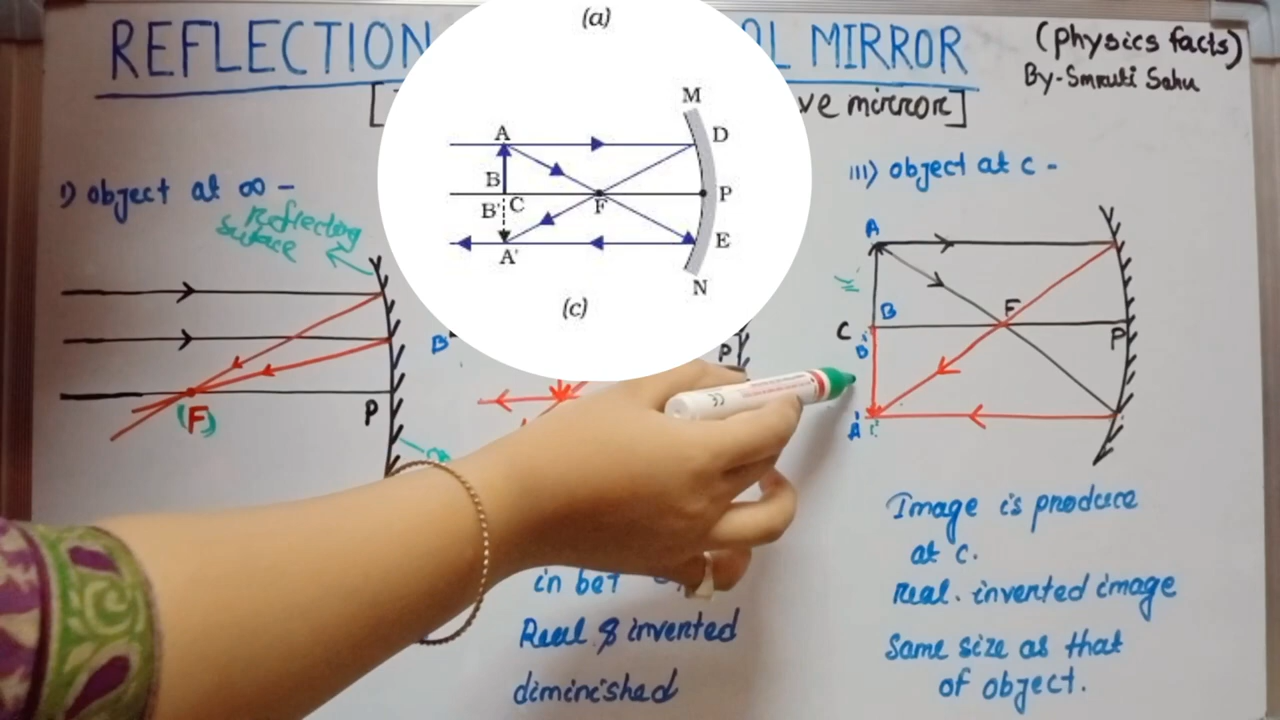 REFLECTION
OL MIRROR
(Physics facts)
By-Smruti Sahu
[
ve mirror]
(a)
M
A
D
B
C
P
B'
F
A'
E
N
(c)
I) object at ∞ -
Reflecting
surface
P
(F)
B'
P
in bet
Real & inverted
diminished
III) object at c -
A
B
F
C
P
B'
A'
Image is produce
at c.
Real. inverted image
Same size as that
of object.